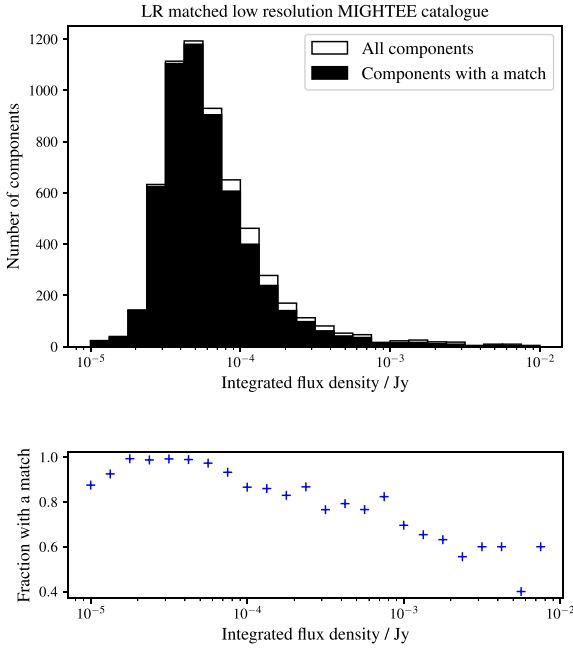 LR matched low resolution MIGHTEE catalogue
All components
Components with a match
Number of components
1200
1000
800
600
400
200
0
10⁻⁵ 10⁻⁴ 10⁻³ 10⁻²
Integrated flux density / Jy
Fraction with a match
1.0
0.8
0.6
0.4
10⁻⁵ 10⁻⁴ 10⁻³ 10⁻²
Integrated flux density / Jy